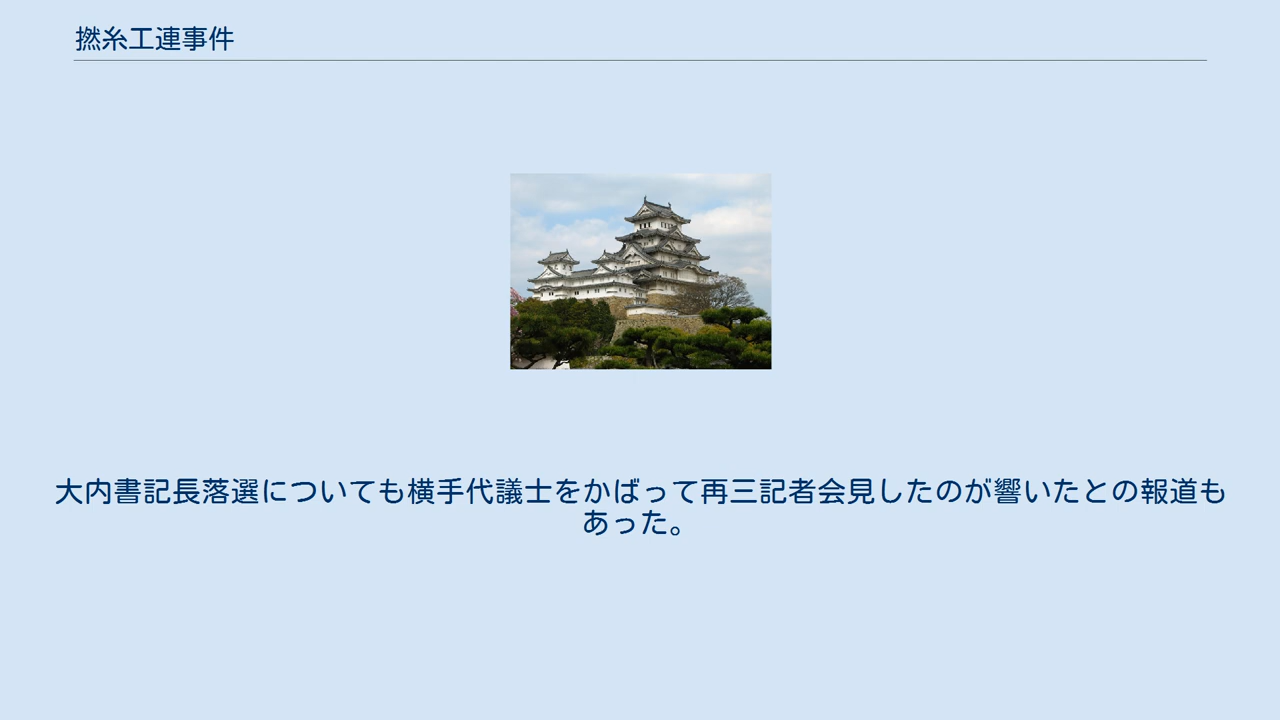 撚糸工連事件
大内書記長落選についても横手代議士をかばって再三記者会見したのが響いたとの報道も
あった。